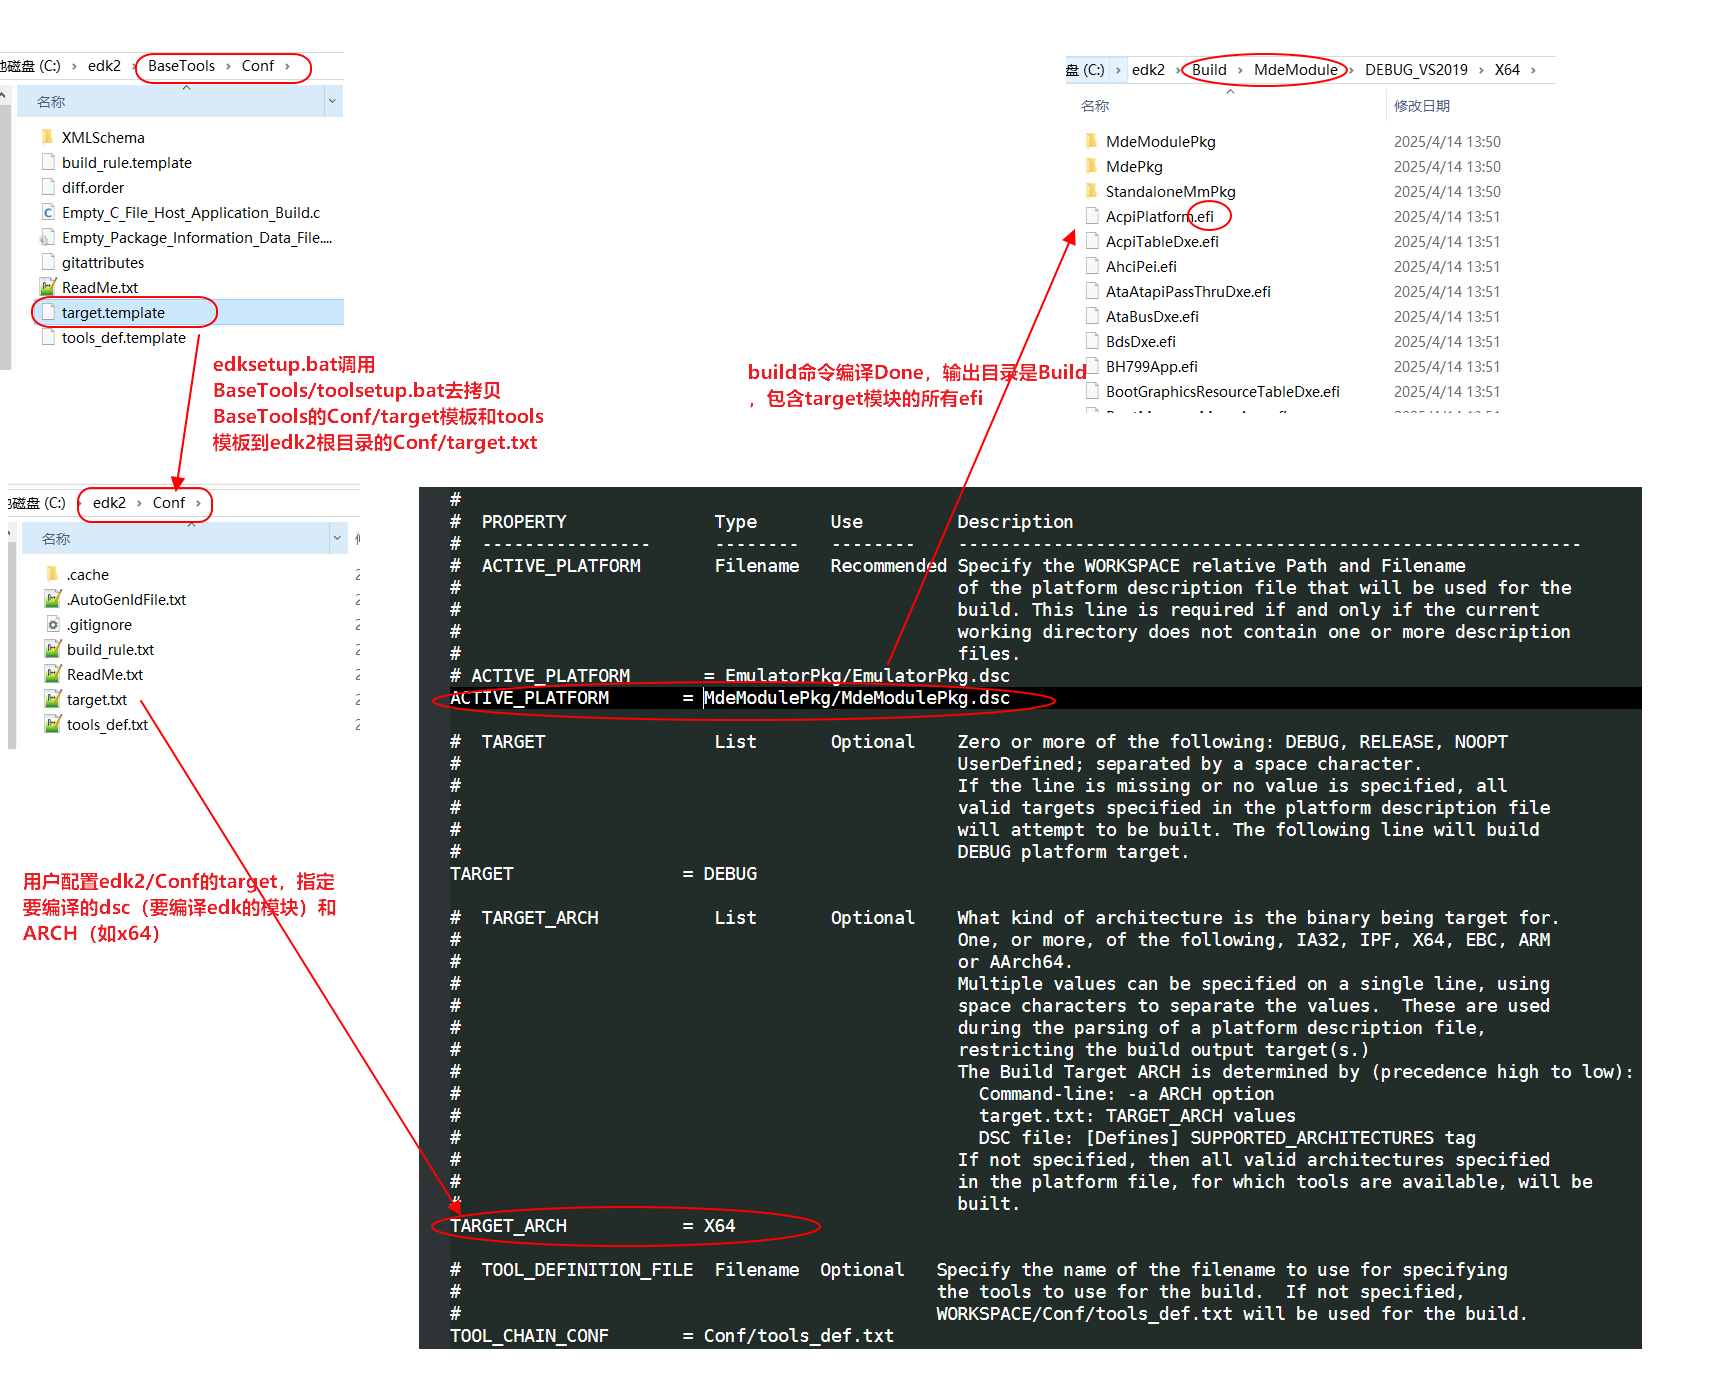 地磁盘 (C:) › edk2 › BaseTools › Conf ›
名称
XMLSchema
build_rule.template
diff.order
Empty_C_File_Host_Application_Build.c
Empty_Package_Information_Data_File....
gitattributes
ReadMe.txt
target.template
tools_def.template
edksetup.bat调用
BaseTools/toolsetup.bat去拷贝
BaseTools的Conf/target模板和tools
模板到edk2根目录的Conf/target.txt
盘 (C:) › edk2 › Build › MdeModule › DEBUG_VS2019 › X64 ›
名称 修改日期
MdeModulePkg 2025/4/14 13:50
MdePkg 2025/4/14 13:50
StandaloneMmPkg 2025/4/14 13:50
AcpiPlatform.efi 2025/4/14 13:51
AcpiTableDxe.efi 2025/4/14 13:51
AhciPei.efi 2025/4/14 13:51
AtaAtapiPassThruDxe.efi 2025/4/14 13:51
AtaBusDxe.efi 2025/4/14 13:51
BdsDxe.efi 2025/4/14 13:51
BH799App.efi 2025/4/14 13:51
BootGraphicsResourceTableDxe.efi 2025/4/14 13:51
build命令编译Done，输出目录是Build
，包含target模块的所有efi
磁盘 (C:) › edk2 › Conf ›
名称
.cache
.AutoGenIdFile.txt
.gitignore
build_rule.txt
ReadMe.txt
target.txt
tools_def.txt
用户配置edk2/Conf的target，指定
要编译的dsc（要编译edk的模块）和
ARCH（如x64）
#
# PROPERTY Type Use Description
# ---------------- -------- -------- -----------------------------------------------------------
# ACTIVE_PLATFORM Filename Recommended Specify the WORKSPACE relative Path and Filename
# of the platform description file that will be used for the
# build. This line is required if and only if the current
# working directory does not contain one or more description
# files.
# ACTIVE_PLATFORM = EmulatorPkg/EmulatorPkg.dsc
ACTIVE_PLATFORM = MdeModulePkg/MdeModulePkg.dsc
# TARGET List Optional Zero or more of the following: DEBUG, RELEASE, NOOPT
# UserDefined; separated by a space character.
# If the line is missing or no value is specified, all
# valid targets specified in the platform description file
# will attempt to be built. The following line will build
# DEBUG platform target.
TARGET = DEBUG
# TARGET_ARCH List Optional What kind of architecture is the binary being target for.
# One, or more, of the following, IA32, IPF, X64, EBC, ARM
# or AArch64.
# Multiple values can be specified on a single line, using
# space characters to separate the values. These are used
# during the parsing of a platform description file,
# restricting the build output target(s.)
# The Build Target ARCH is determined by (precedence high to low):
# Command-line: -a ARCH option
# target.txt: TARGET_ARCH values
# DSC file: [Defines] SUPPORTED_ARCHITECTURES tag
# If not specified, then all valid architectures specified
# in the platform file, for which tools are available, will be
# built.
TARGET_ARCH = X64
# TOOL_DEFINITION_FILE Filename Optional Specify the name of the filename to use for specifying
# the tools to use for the build. If not specified,
# WORKSPACE/Conf/tools_def.txt will be used for the build.
TOOL_CHAIN_CONF = Conf/tools_def.txt